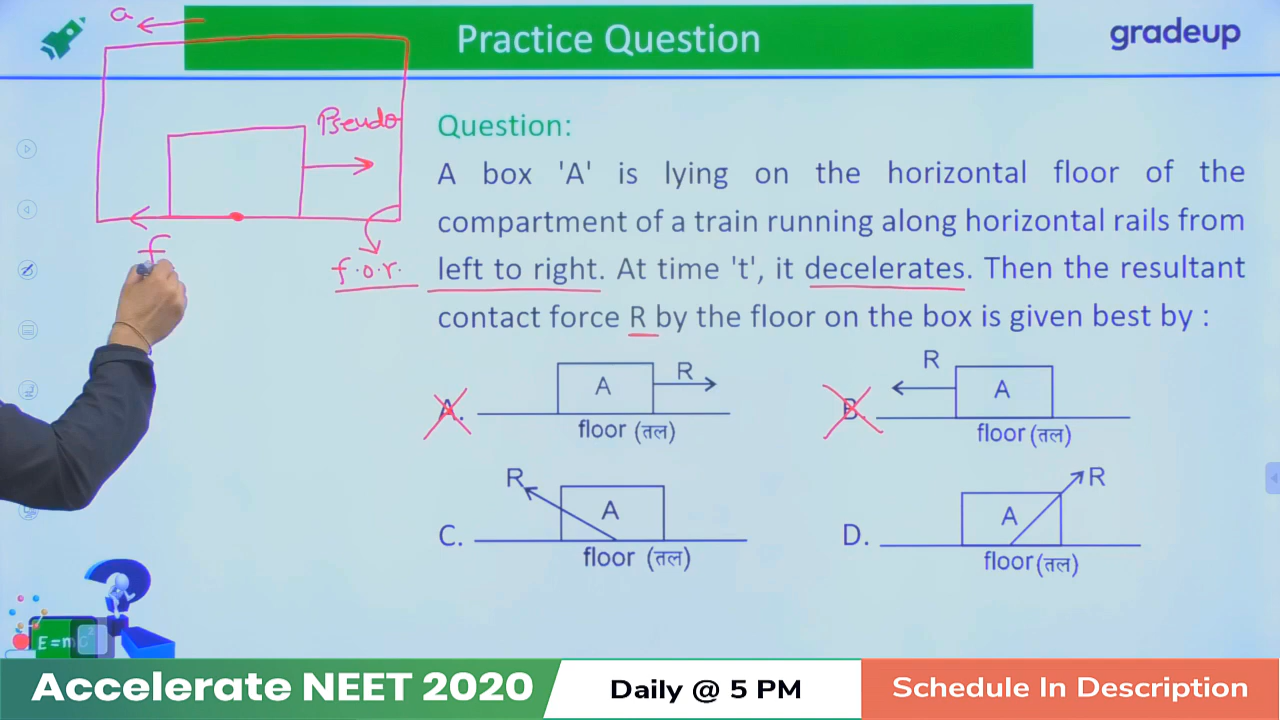 a
Practice Question
gradeup
Pseudo
f
f.o.r.
Question:
A box 'A' is lying on the horizontal floor of the
compartment of a train running along horizontal rails from
left to right. At time 't', it decelerates. Then the resultant
contact force R by the floor on the box is given best by :
A.
A
R
floor (तल)
B.
R
A
floor (तल)
C.
R
A
floor (तल)
D.
A
R
floor (तल)
E=mc²
Accelerate NEET 2020
Daily @ 5 PM
Schedule In Description